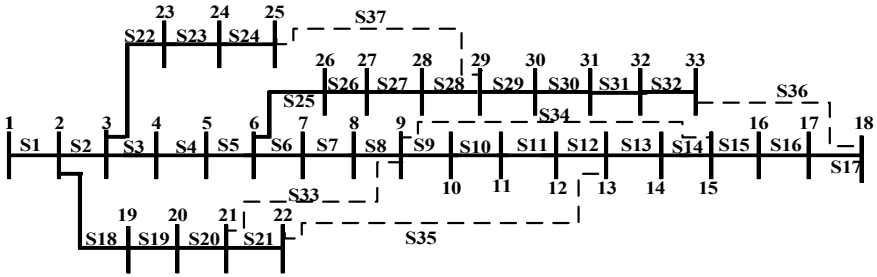 23 24 25 S37
S22 S23 S24
26 27 28 29 30 31 32 33
S25 S26 S27 S28 S29 S30 S31 S32 S36
1 2 3 4 5 6 7 8 9 S34 16 17 18
S1 S2 S3 S4 S5 S6 S7 S8 S9 S10 S11 S12 S13 S14 S15 S16 S17
10 11 12 13 14 15
S33
19 20 21 22
S18 S19 S20 S21 S35